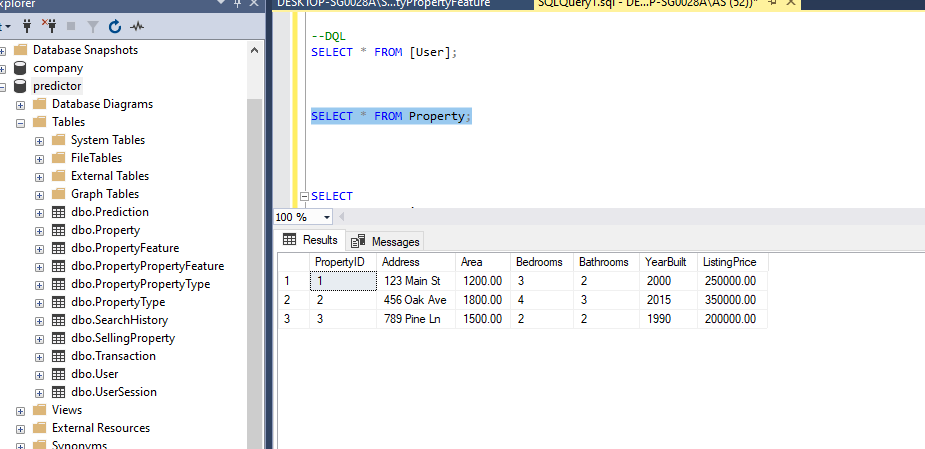 xplorer
DESKTOP-SG0028A\S...tyPropertyFeature
SQLQuery1.sql - DE...P-SG0028A\AS (52))*
Database Snapshots
company
predictor
Database Diagrams
Tables
System Tables
FileTables
External Tables
Graph Tables
dbo.Prediction
dbo.Property
dbo.PropertyFeature
dbo.PropertyPropertyFeature
dbo.PropertyPropertyType
dbo.PropertyType
dbo.SearchHistory
dbo.SellingProperty
dbo.Transaction
dbo.User
dbo.UserSession
Views
External Resources
Synonyms
--DQL
SELECT * FROM [User];
SELECT * FROM Property;
SELECT
100 %
Results Messages
PropertyID Address Area Bedrooms Bathrooms YearBuilt ListingPrice
1 1 123 Main St 1200.00 3 2 2000 250000.00
2 2 456 Oak Ave 1800.00 4 3 2015 350000.00
3 3 789 Pine Ln 1500.00 2 2 1990 200000.00